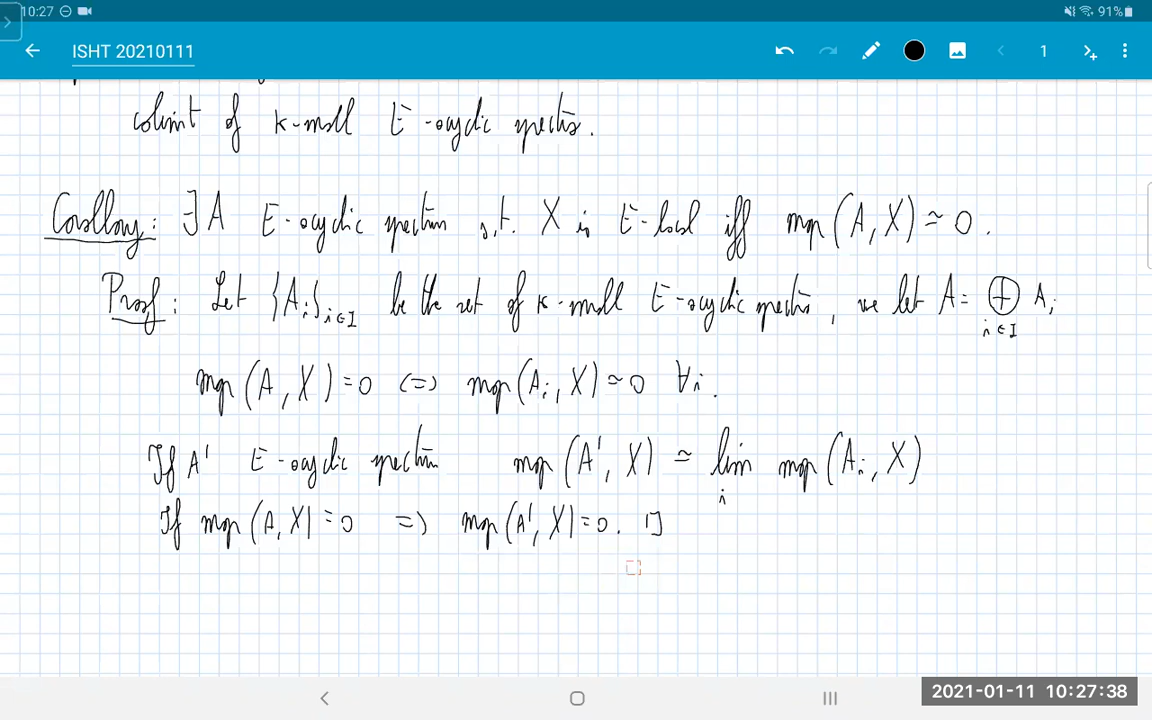 10:27
91%
ISHT 20210111
1
colimit of κ-small E-acyclic spectra.
Corollary: ∃ A E-acyclic spectrum s.t. X is E-local iff map(A, X) ≃ 0.
Proof: Let {A_i}_{i∈I} be the set of κ-small E-acyclic spectra, we let A = ⊕_{i∈I} A_i
map(A, X) = 0 ⟺ map(A_i, X) ≃ 0 ∀i.
If A' E-acyclic spectrum map(A', X) ≃ lim_i map(A_i, X)
If map(A, X) = 0 ⟹ map(A', X) = 0. □
2021-01-11 10:27:38